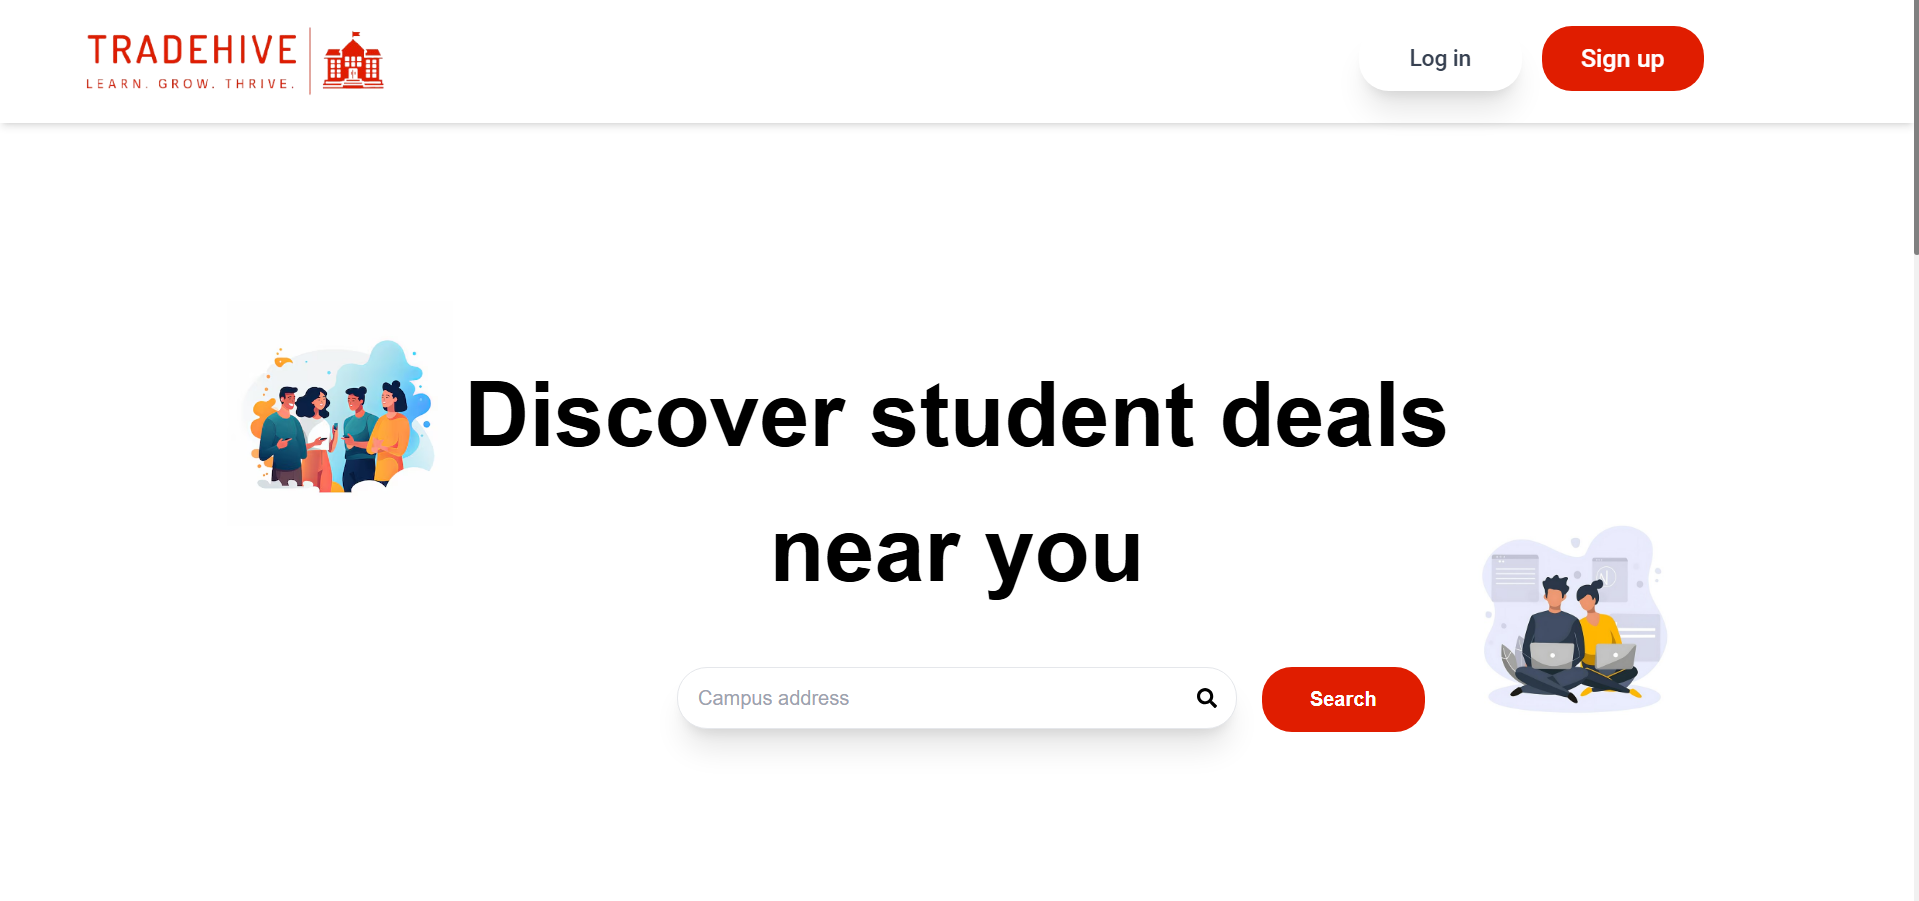 TRADEHIVE
LEARN. GROW. THRIVE.
Log in
Sign up
Discover student deals
near you
Campus address
Search